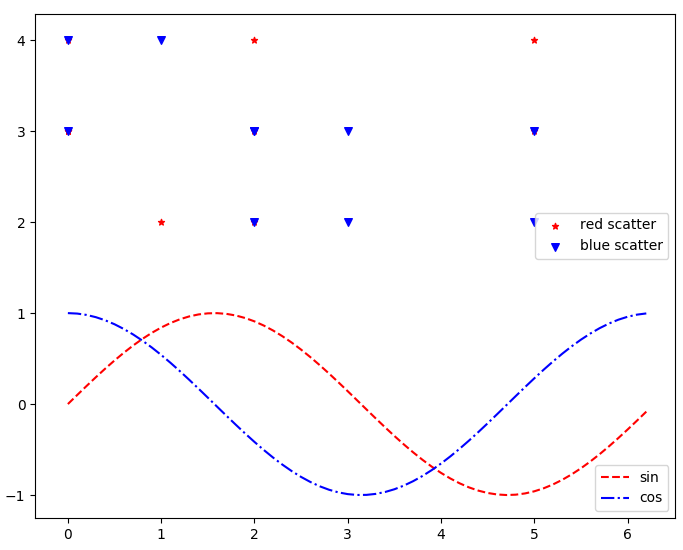 4
3
2
red scatter
blue scatter
1
0
−1
sin
cos
0 1 2 3 4 5 6